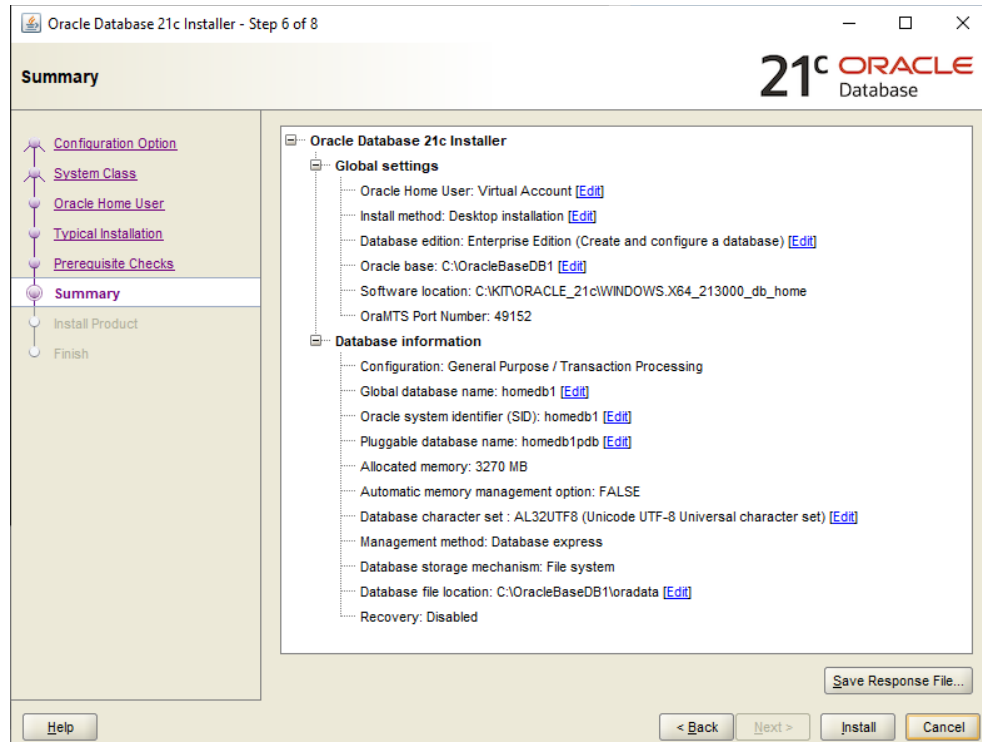 Oracle Database 21c Installer - Step 6 of 8
Summary
21c ORACLE
Database
Configuration Option
System Class
Oracle Home User
Typical Installation
Prerequisite Checks
Summary
Install Product
Finish
Oracle Database 21c Installer
Global settings
Oracle Home User: Virtual Account [Edit]
Install method: Desktop installation [Edit]
Database edition: Enterprise Edition (Create and configure a database) [Edit]
Oracle base: C:\OracleBaseDB1 [Edit]
Software location: C:\KIT\ORACLE_21c\WINDOWS.X64_213000_db_home
OraMTS Port Number: 49152
Database information
Configuration: General Purpose / Transaction Processing
Global database name: homedb1 [Edit]
Oracle system identifier (SID): homedb1 [Edit]
Pluggable database name: homedb1pdb [Edit]
Allocated memory: 3270 MB
Automatic memory management option: FALSE
Database character set : AL32UTF8 (Unicode UTF-8 Universal character set) [Edit]
Management method: Database express
Database storage mechanism: File system
Database file location: C:\OracleBaseDB1\oradata [Edit]
Recovery: Disabled
Save Response File...
Help
< Back
Next >
Install
Cancel